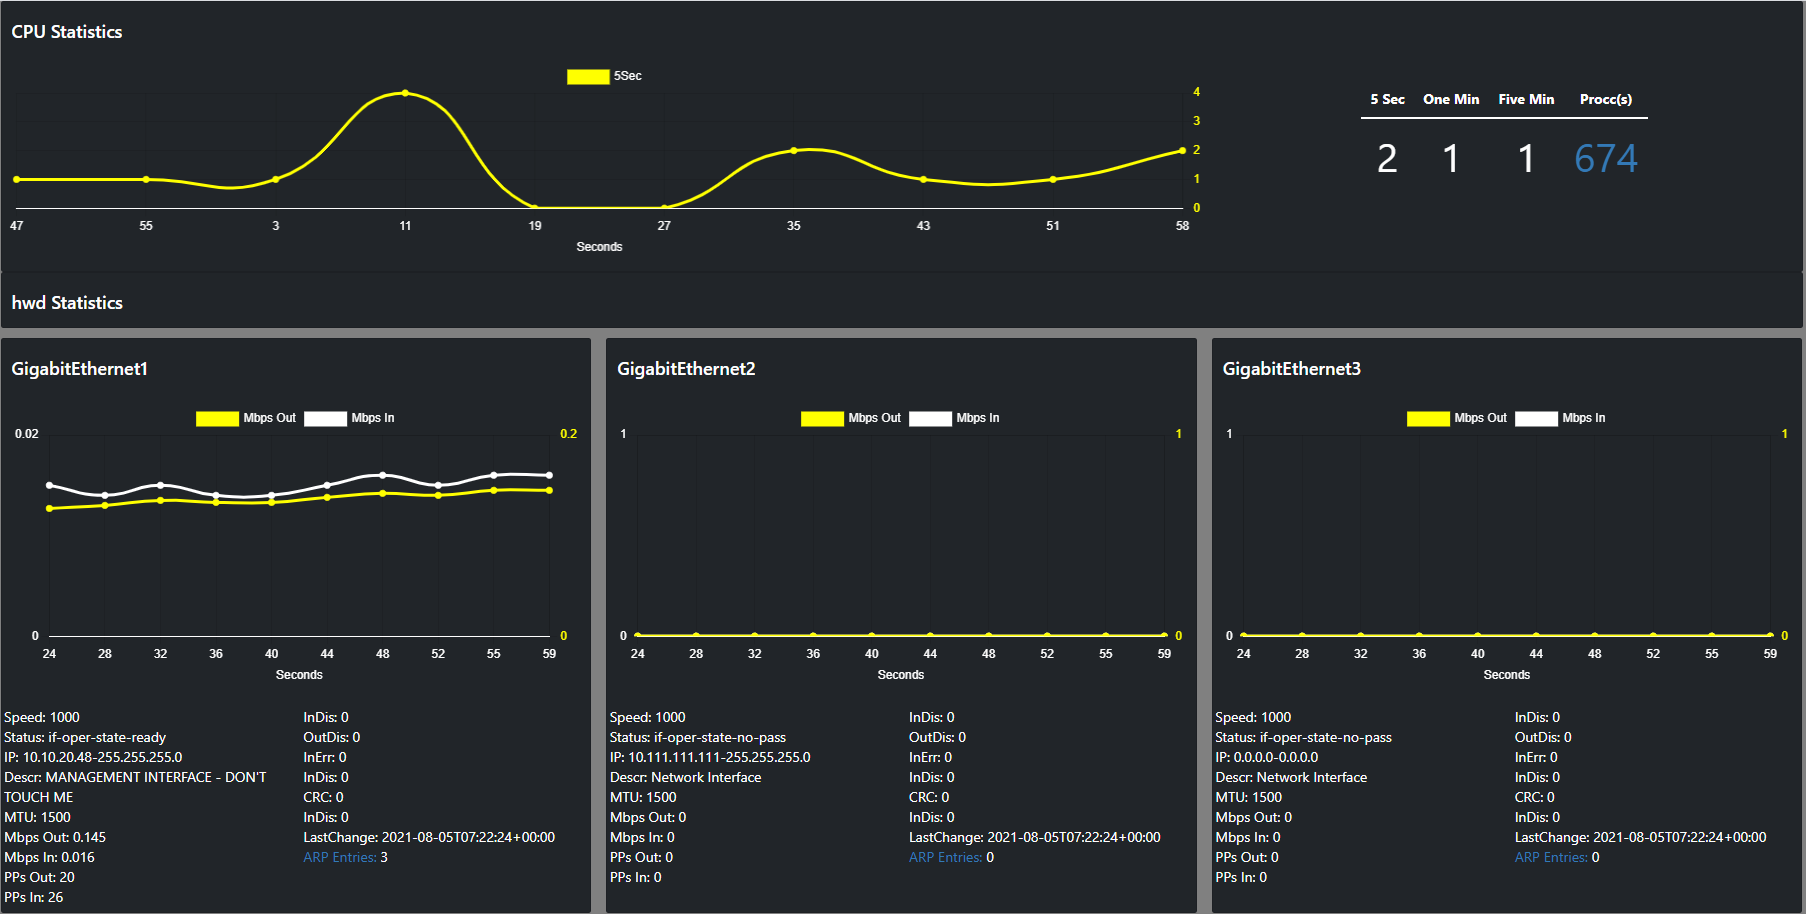 CPU Statistics
5Sec
4
3
2
1
0
47 55 3 11 19 27 35 43 51 58
Seconds
5 Sec One Min Five Min Procc(s)
2 1 1 674
hwd Statistics
GigabitEthernet1
Mbps Out Mbps In
0.02 0.2
0 0
24 28 32 36 40 44 48 52 55 59
Seconds
Speed: 1000
Status: if-oper-state-ready
IP: 10.10.20.48-255.255.255.0
Descr: MANAGEMENT INTERFACE - DON'T
TOUCH ME
MTU: 1500
Mbps Out: 0.145
Mbps In: 0.016
PPs Out: 20
PPs In: 26
InDis: 0
OutDis: 0
InErr: 0
InDis: 0
CRC: 0
InDis: 0
LastChange: 2021-08-05T07:22:24+00:00
ARP Entries: 3
GigabitEthernet2
Mbps Out Mbps In
1 1
0 0
24 28 32 36 40 44 48 52 55 59
Seconds
Speed: 1000
Status: if-oper-state-no-pass
IP: 10.111.111.111-255.255.255.0
Descr: Network Interface
MTU: 1500
Mbps Out: 0
Mbps In: 0
PPs Out: 0
PPs In: 0
InDis: 0
OutDis: 0
InErr: 0
InDis: 0
CRC: 0
InDis: 0
LastChange: 2021-08-05T07:22:24+00:00
ARP Entries: 0
GigabitEthernet3
Mbps Out Mbps In
1 1
0 0
24 28 32 36 40 44 48 52 55 59
Seconds
Speed: 1000
Status: if-oper-state-no-pass
IP: 0.0.0.0-0.0.0.0
Descr: Network Interface
MTU: 1500
Mbps Out: 0
Mbps In: 0
PPs Out: 0
PPs In: 0
InDis: 0
OutDis: 0
InErr: 0
InDis: 0
CRC: 0
InDis: 0
LastChange: 2021-08-05T07:22:24+00:00
ARP Entries: 0